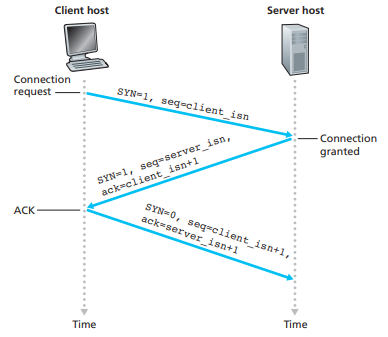 Client host
Server host
Connection
request
SYN=1, seq=client_isn
Connection
granted
SYN=1, seq=server_isn,
ack=client_isn+1
ACK
SYN=0, seq=client_isn+1,
ack=server_isn+1
Time
Time